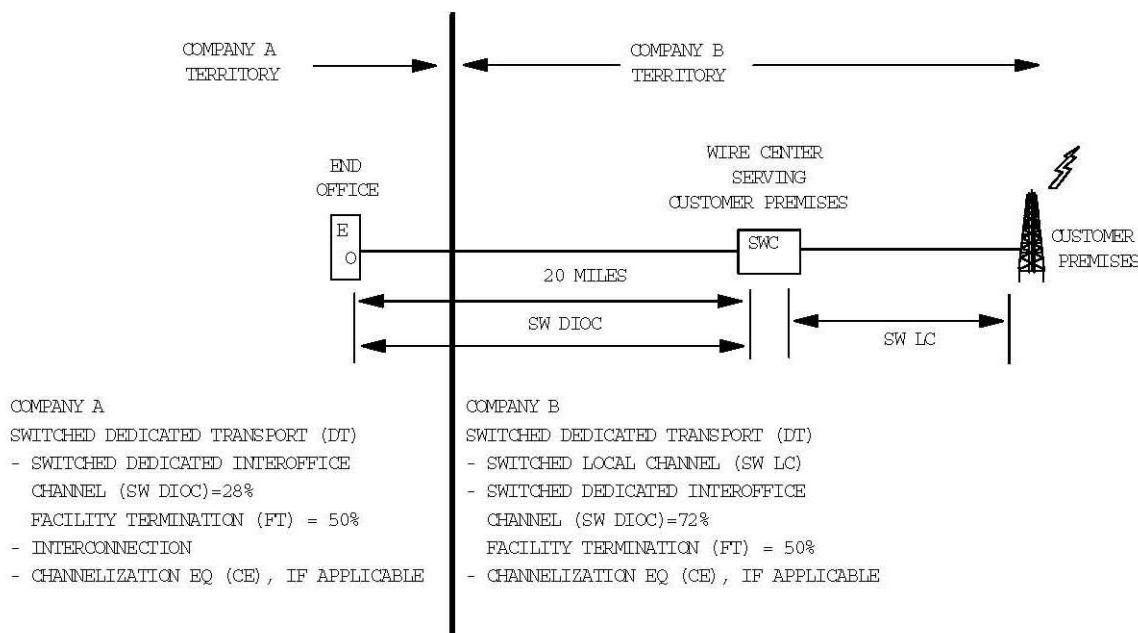 COMPANY A
TERRITORY
COMPANY B
TERRITORY
END
OFFICE
WIRE CENTER
SERVING
CUSTOMER PREMISES
E
O
SWC
CUSTOMER
PREMISES
20 MILES
SW DIOC
SW LC
COMPANY A
SWITCHED DEDICATED TRANSPORT (DT)
- SWITCHED DEDICATED INTEROFFICE
CHANNEL (SW DIOC)=28%
FACILITY TERMINATION (FT) = 50%
- INTERCONNECTION
- CHANNELIZATION EQ (CE), IF APPLICABLE
COMPANY B
SWITCHED DEDICATED TRANSPORT (DT)
- SWITCHED LOCAL CHANNEL (SW LC)
- SWITCHED DEDICATED INTEROFFICE
CHANNEL (SW DIOC)=72%
FACILITY TERMINATION (FT) = 50%
- CHANNELIZATION EQ (CE), IF APPLICABLE